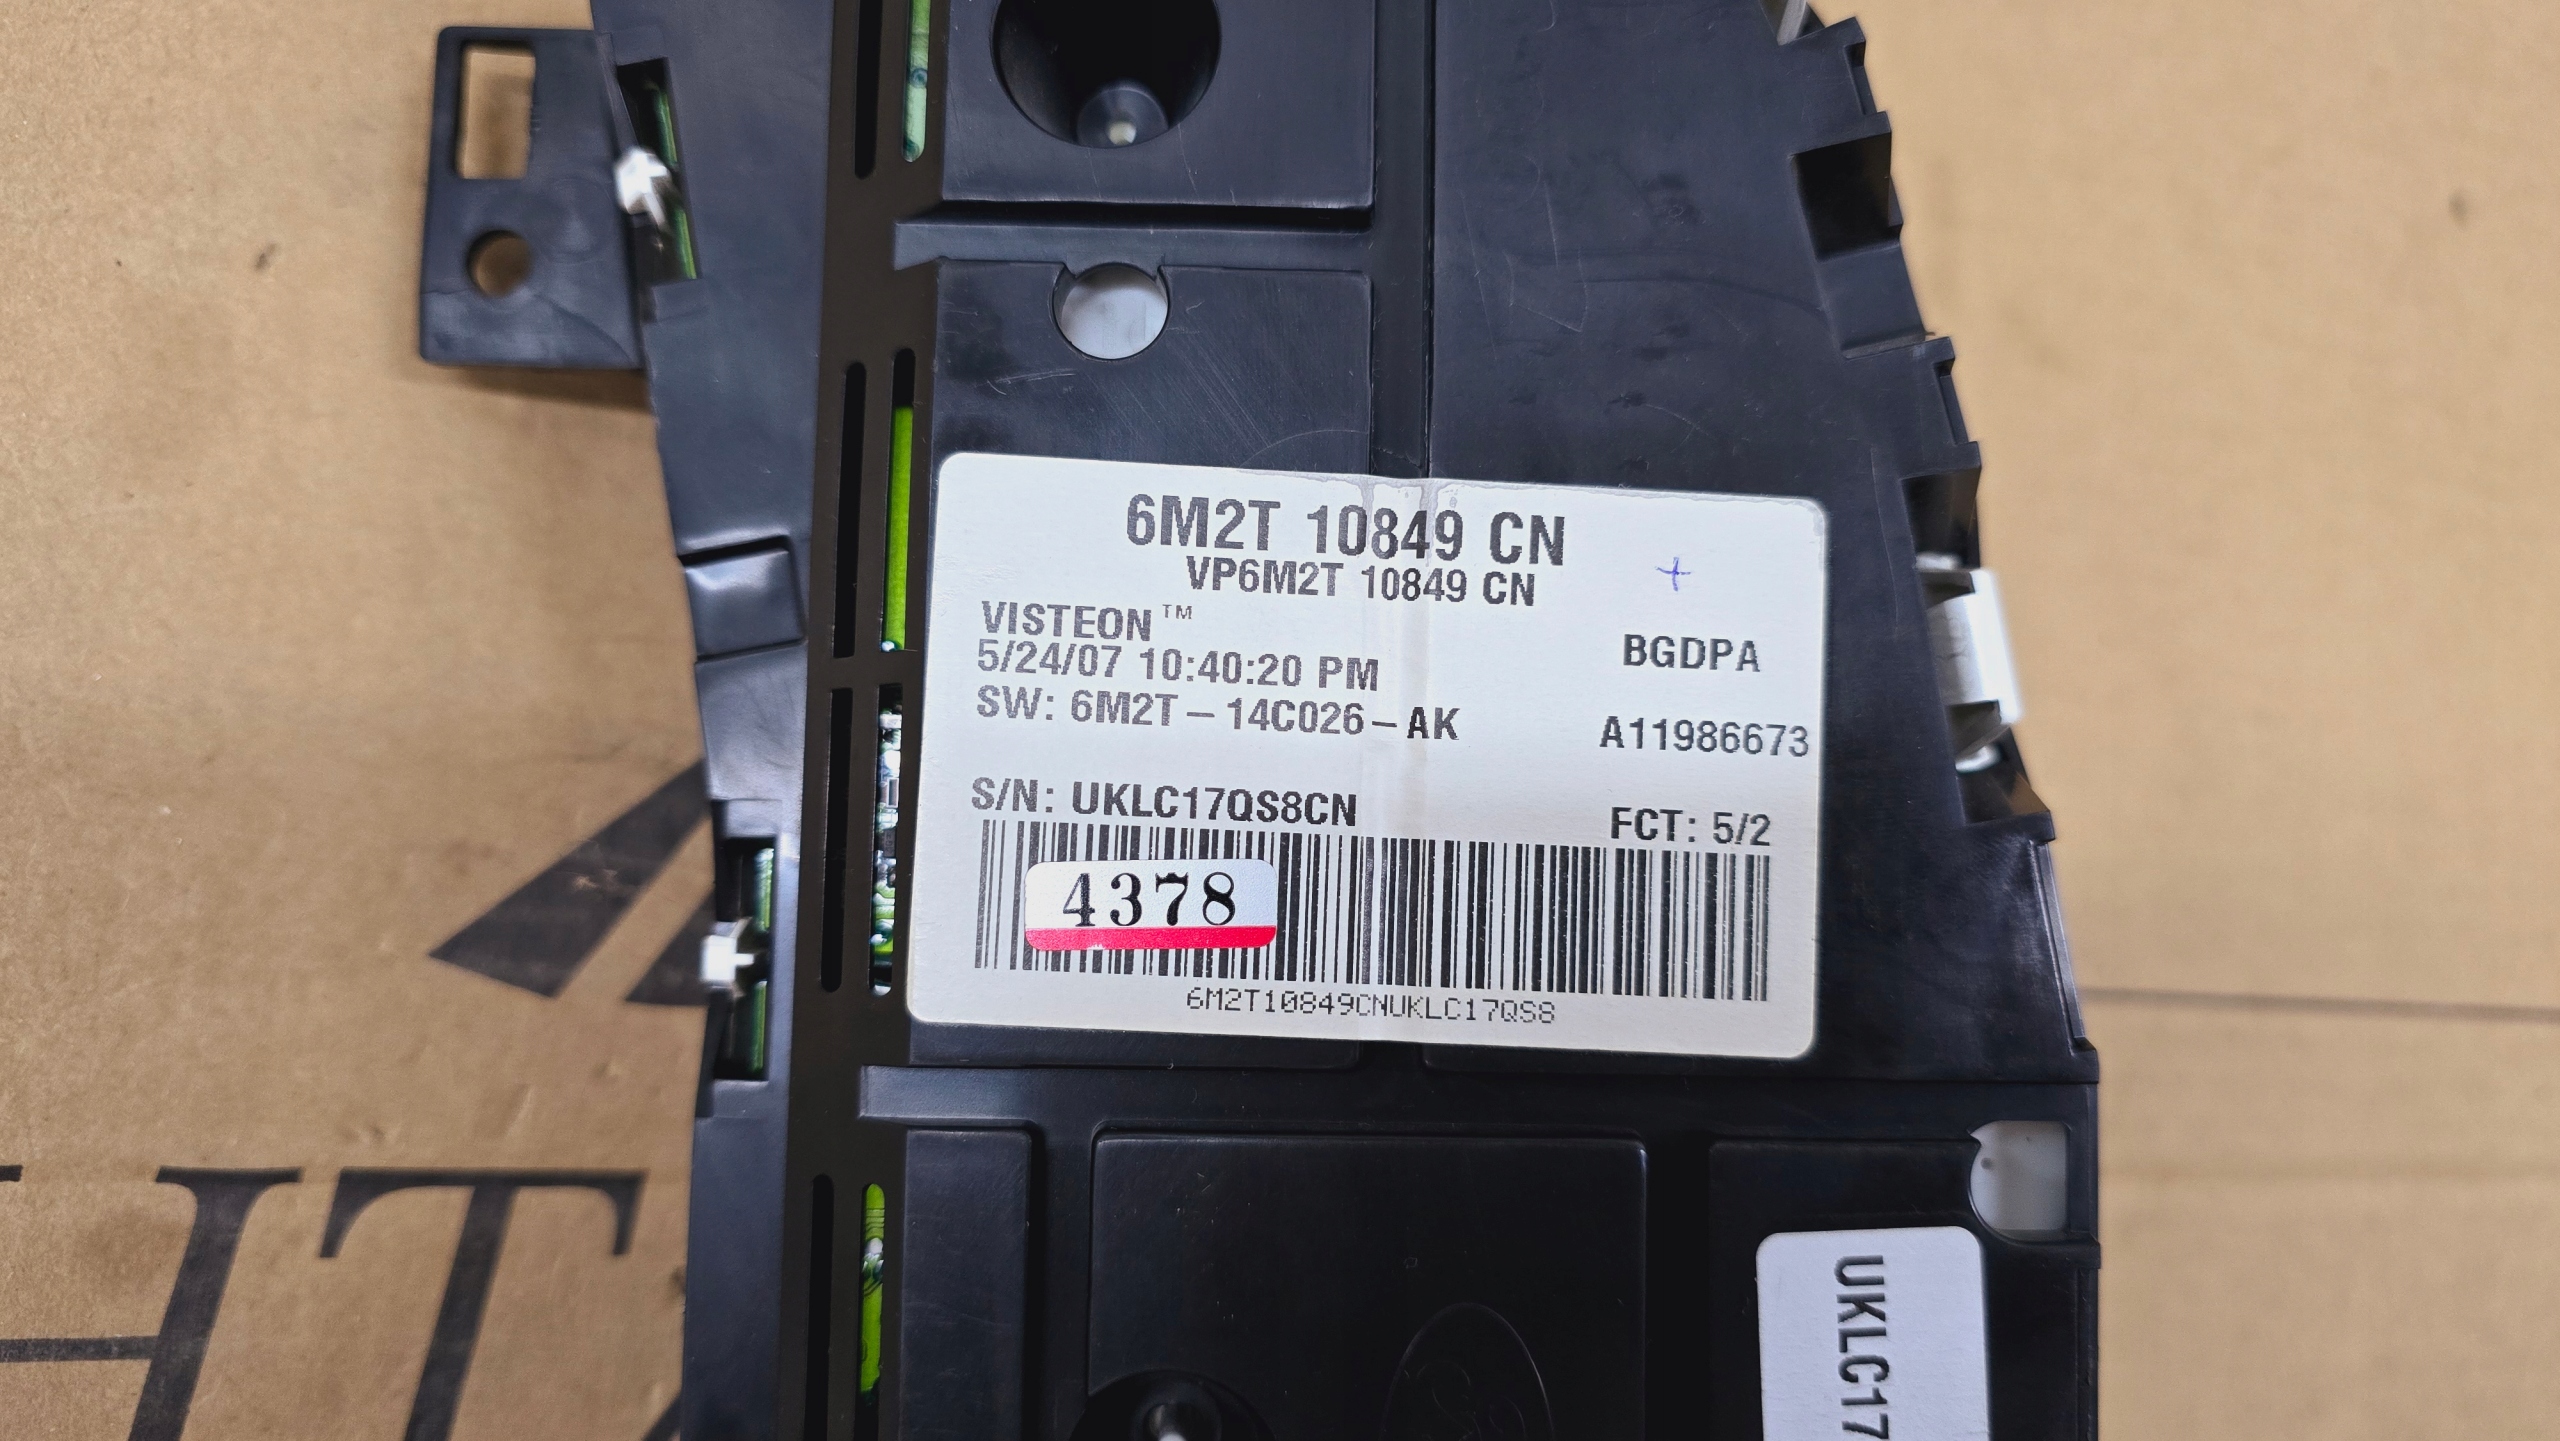 6M2T 10849 CN
VP6M2T 10849 CN
+
VISTEON™
5/24/07 10:40:20 PM
BGDPA
SW: 6M2T – 14C026 – AK
A11986673
S/N: UKLC17QS8CN
FCT: 5/2
4378
6M2T10849CNUKLC17QS8
UKLC17
HT